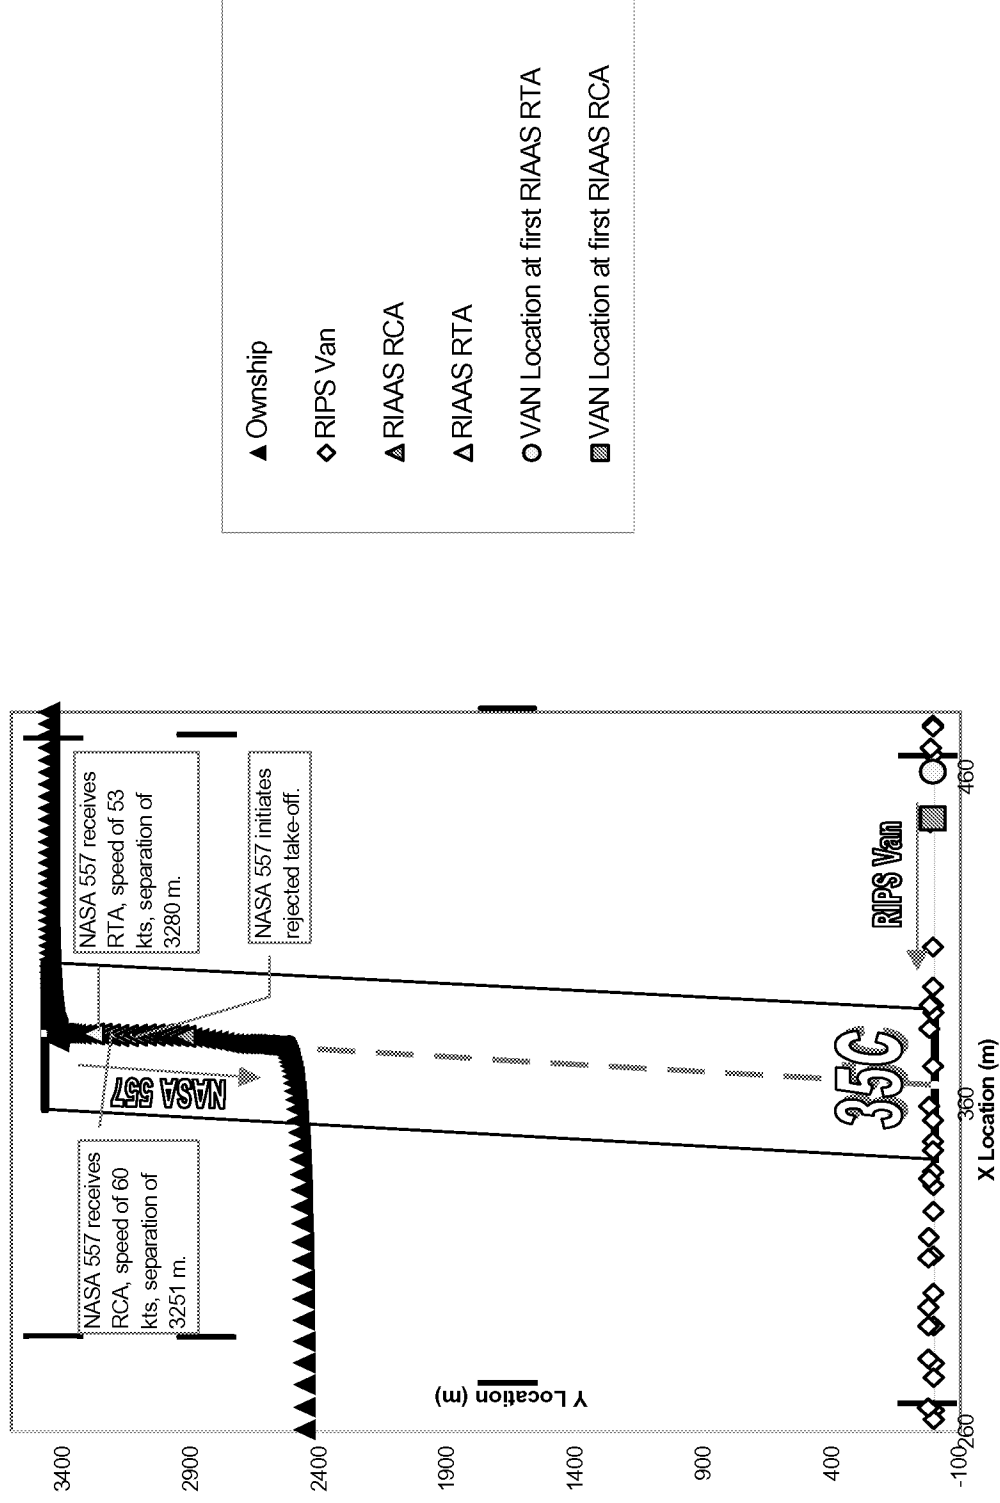 NASA 557 receives
RCA, speed of 60
kts, separation of
3251 m.
NASA 557 receives
RTA, speed of 53
kts, separation of
3280 m.
NASA 557 initiates
rejected take-off.
NASA 557
35C
RIPS Van
Y Location (m)
3400
2900
2400
1900
1400
900
400
-100
260
360
460
X Location (m)
Ownship
RIPS Van
RIAAS RCA
RIAAS RTA
VAN Location at first RIAAS RTA
VAN Location at first RIAAS RCA